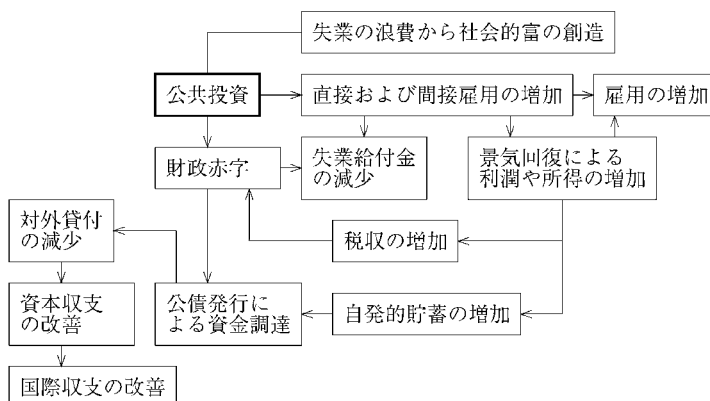 失業の浪費から社会的富の創造
公共投資
直接および間接雇用の増加
雇用の増加
財政赤字
失業給付金
の減少
景気回復による
利潤や所得の増加
対外貸付
の減少
税収の増加
資本収支
の改善
公債発行に
よる資金調達
自発的貯蓄の増加
国際収支の改善